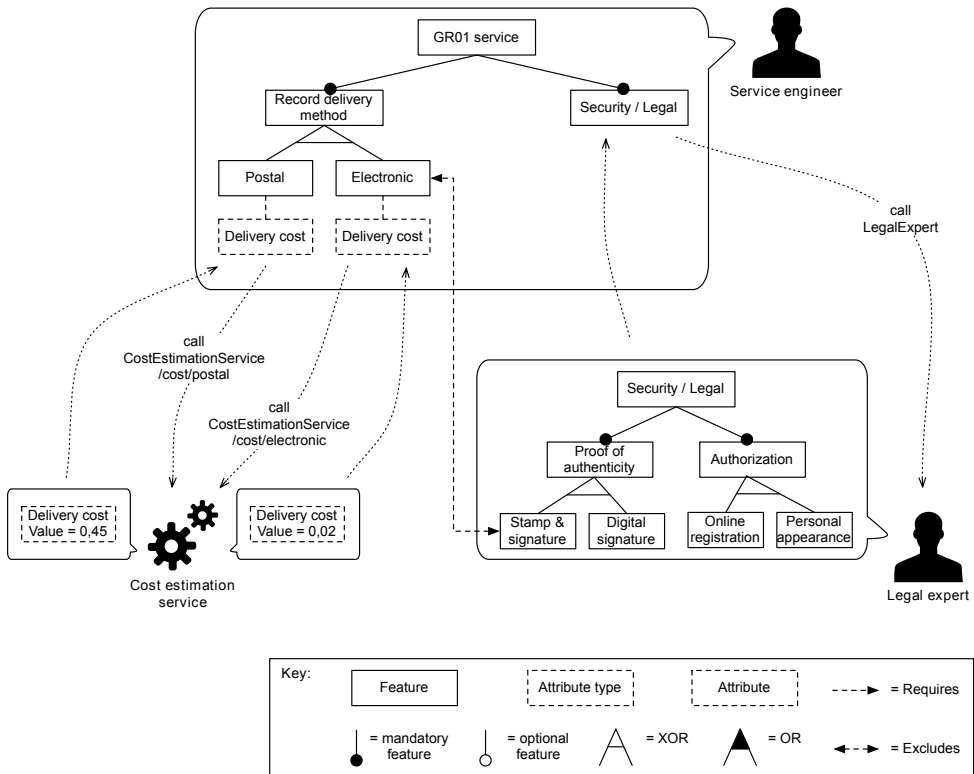 GR01 service
Service engineer
Record delivery
method
Security / Legal
Postal
Electronic
Delivery cost
Delivery cost
call
LegalExpert
call
CostEstimationService
/cost/postal
call
CostEstimationService
/cost/electronic
Security / Legal
Proof of
authenticity
Authorization
Stamp &
signature
Digital
signature
Online
registration
Personal
appearance
Delivery cost
Value = 0,45
Delivery cost
Value = 0,02
Cost estimation
service
Legal expert
Key:
Feature
Attribute type
Attribute
= Requires
= mandatory
feature
= optional
feature
= XOR
= OR
= Excludes